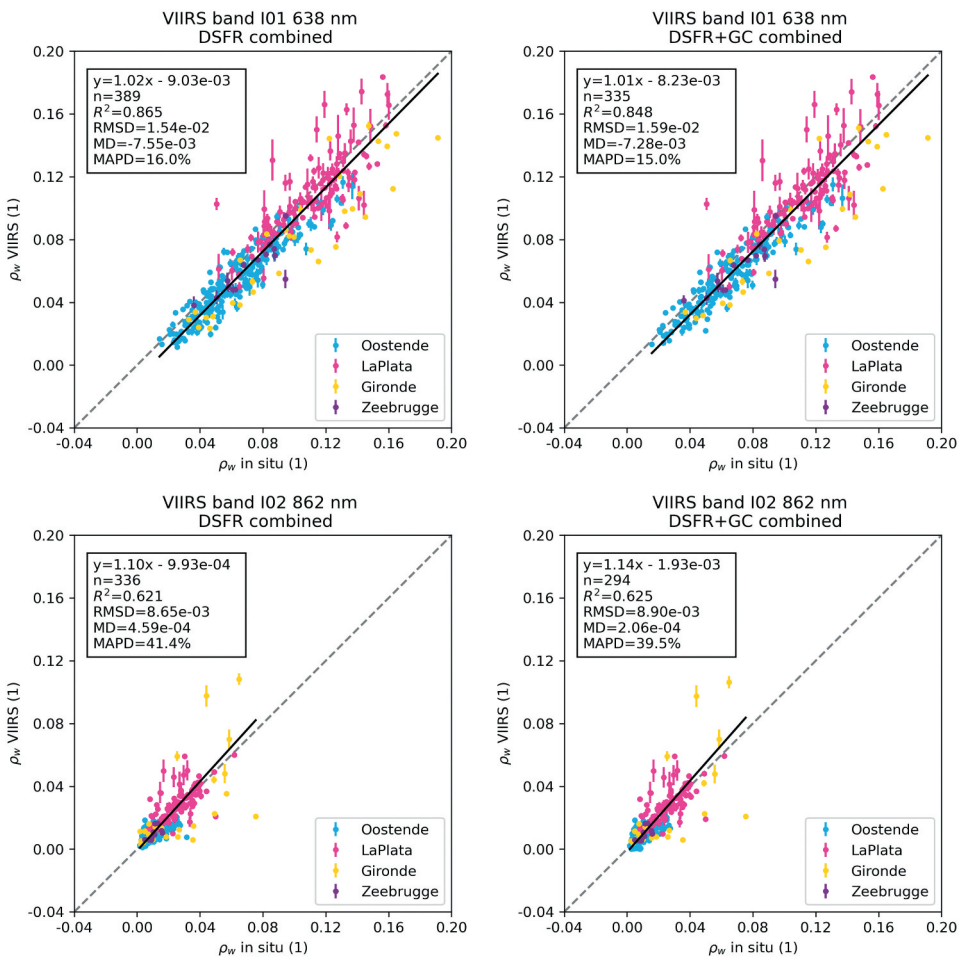 VIIRS band I01 638 nm
DSFR combined
0.20
0.16
0.12
0.08
0.04
0.00
-0.04
ρw VIIRS (1)
y=1.02x - 9.03e-03
n=389
R²=0.865
RMSD=1.54e-02
MD=-7.55e-03
MAPD=16.0%
Oostende
LaPlata
Gironde
Zeebrugge
-0.04 0.00 0.04 0.08 0.12 0.16 0.20
ρw in situ (1)
VIIRS band I01 638 nm
DSFR+GC combined
0.20
0.16
0.12
0.08
0.04
0.00
-0.04
ρw VIIRS (1)
y=1.01x - 8.23e-03
n=335
R²=0.848
RMSD=1.59e-02
MD=-7.28e-03
MAPD=15.0%
Oostende
LaPlata
Gironde
Zeebrugge
-0.04 0.00 0.04 0.08 0.12 0.16 0.20
ρw in situ (1)
VIIRS band I02 862 nm
DSFR combined
0.20
0.16
0.12
0.08
0.04
0.00
-0.04
ρw VIIRS (1)
y=1.10x - 9.93e-04
n=336
R²=0.621
RMSD=8.65e-03
MD=4.59e-04
MAPD=41.4%
Oostende
LaPlata
Gironde
Zeebrugge
-0.04 0.00 0.04 0.08 0.12 0.16 0.20
ρw in situ (1)
VIIRS band I02 862 nm
DSFR+GC combined
0.20
0.16
0.12
0.08
0.04
0.00
-0.04
ρw VIIRS (1)
y=1.14x - 1.93e-03
n=294
R²=0.625
RMSD=8.90e-03
MD=2.06e-04
MAPD=39.5%
Oostende
LaPlata
Gironde
Zeebrugge
-0.04 0.00 0.04 0.08 0.12 0.16 0.20
ρw in situ (1)